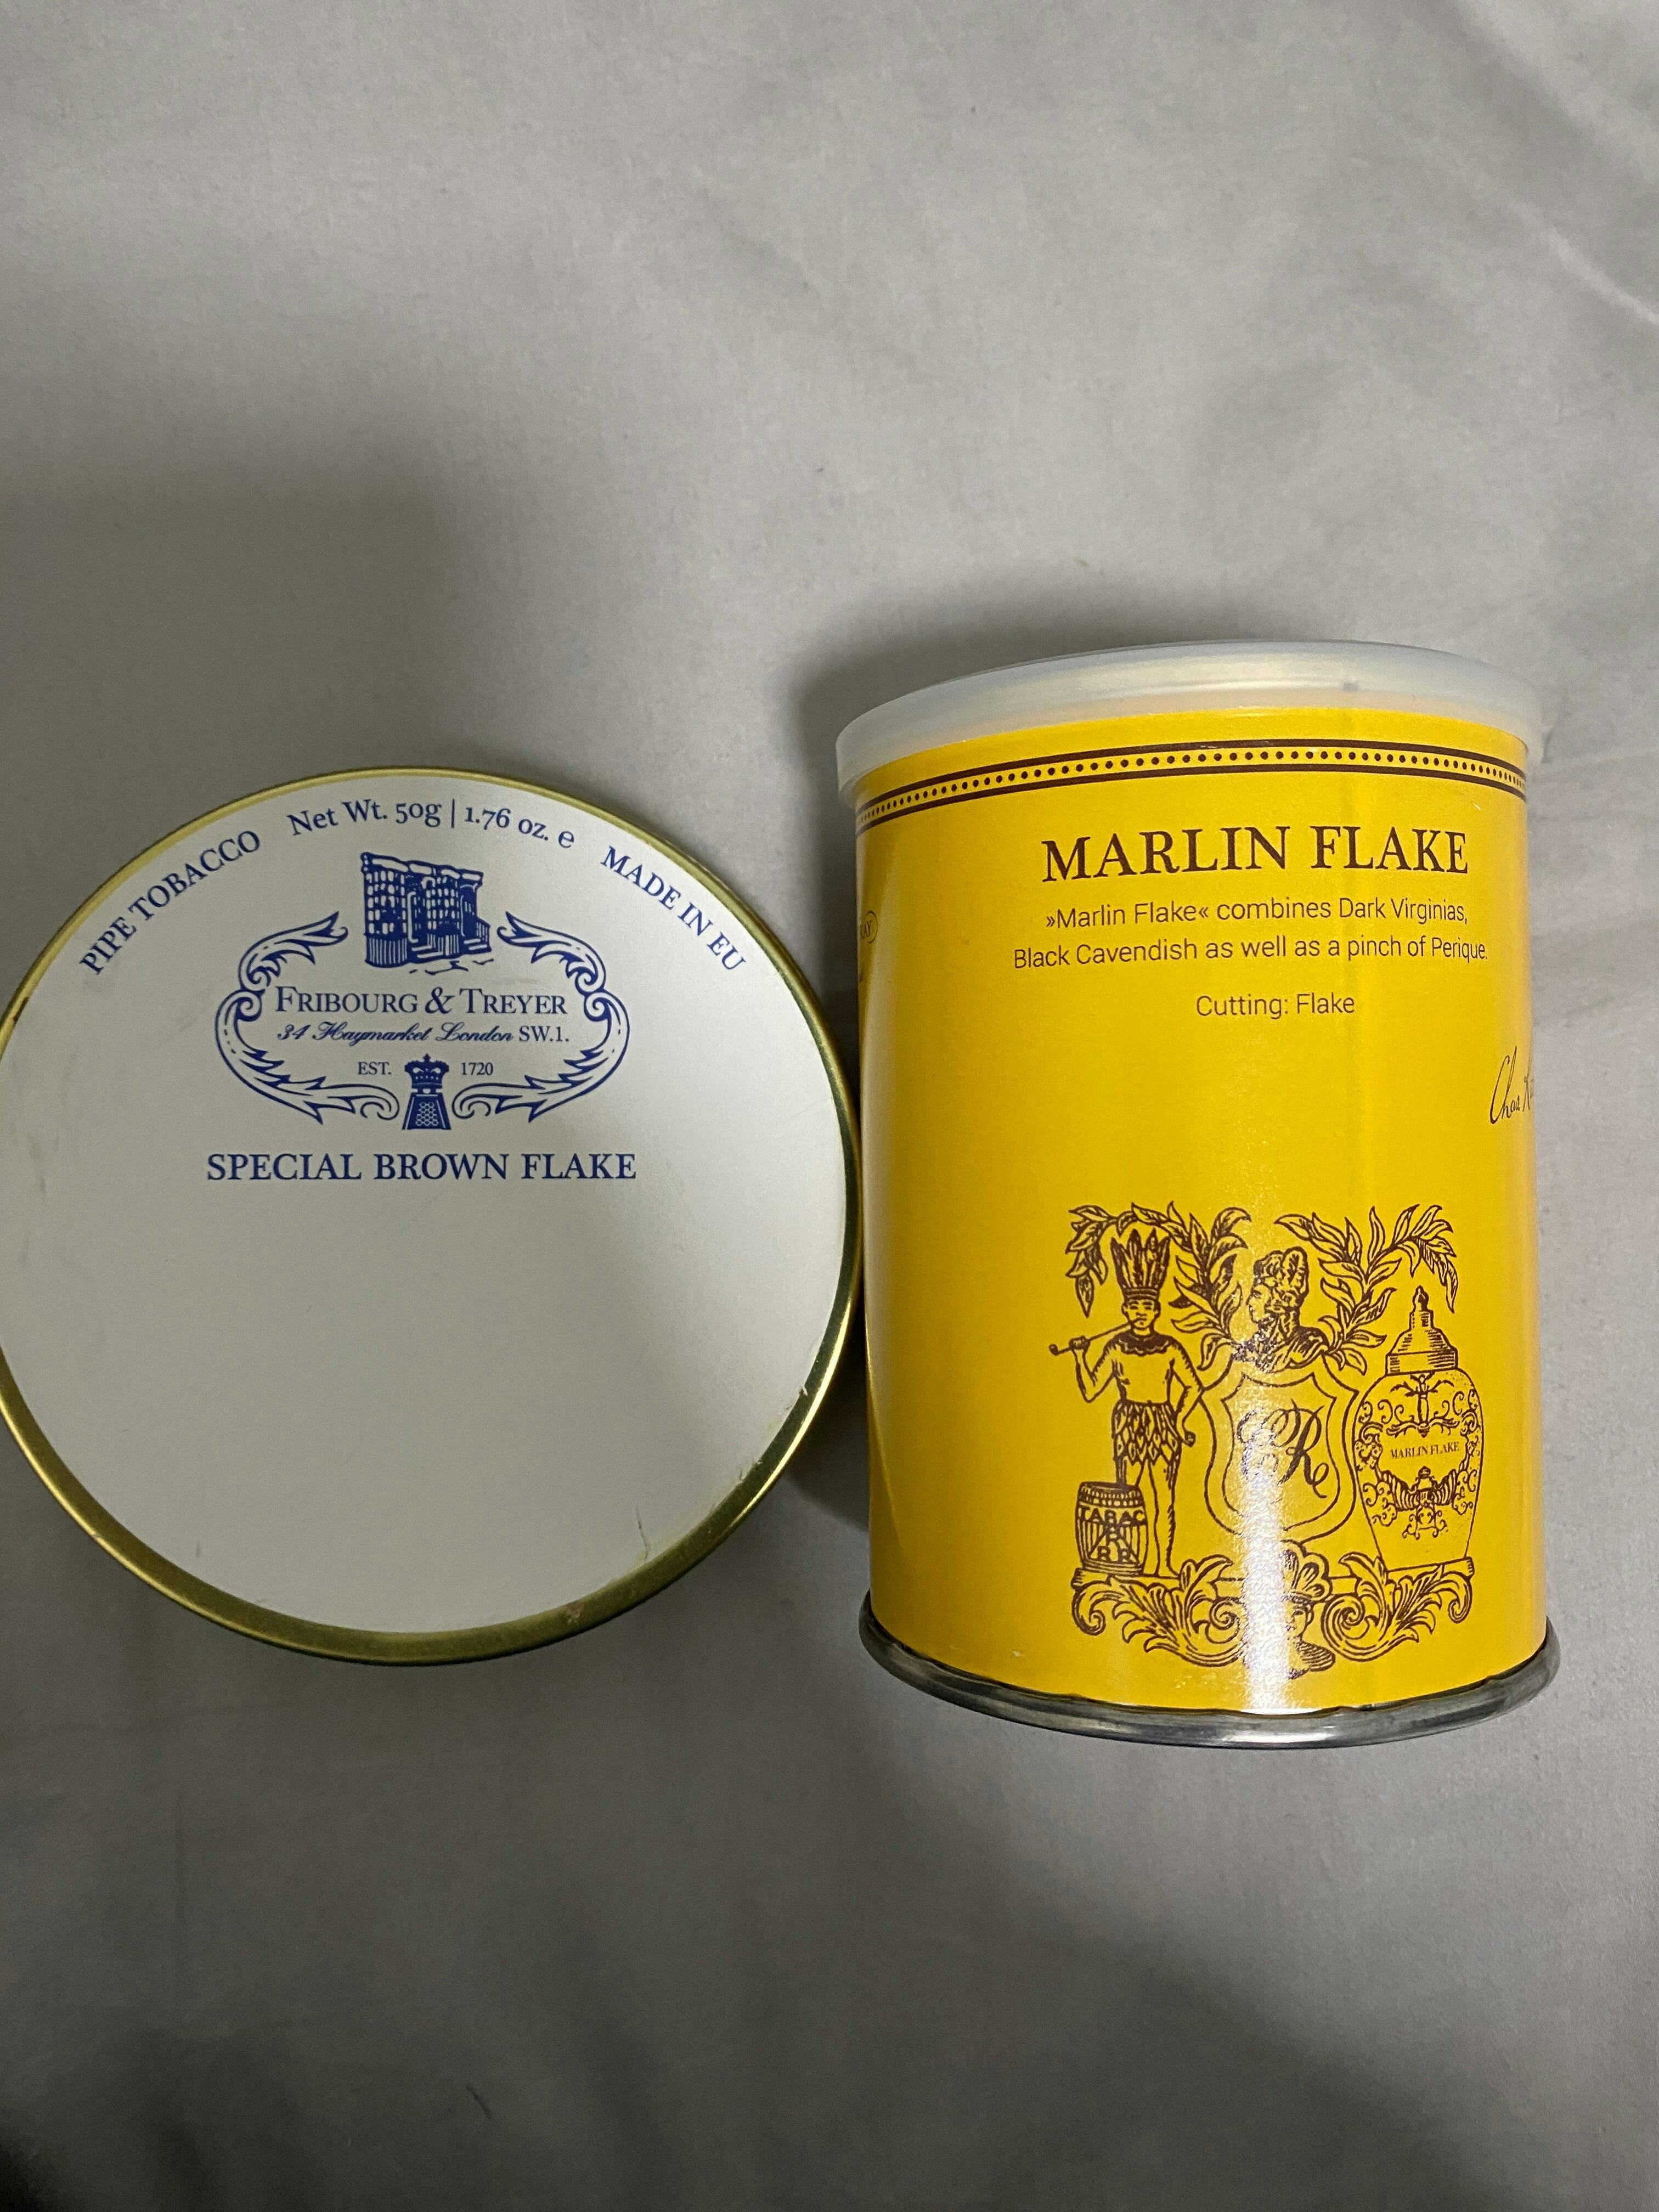 PIPE TOBACCO Net Wt. 50g | 1.76 oz. e MADE IN EU
FRIBOURG & TREYER
34 Haymarket London SW.1.
EST. 1720
SPECIAL BROWN FLAKE
MARLIN FLAKE
»Marlin Flake« combines Dark Virginias,
Black Cavendish as well as a pinch of Perique.
Cutting: Flake
MARLIN FLAKE
TABAC